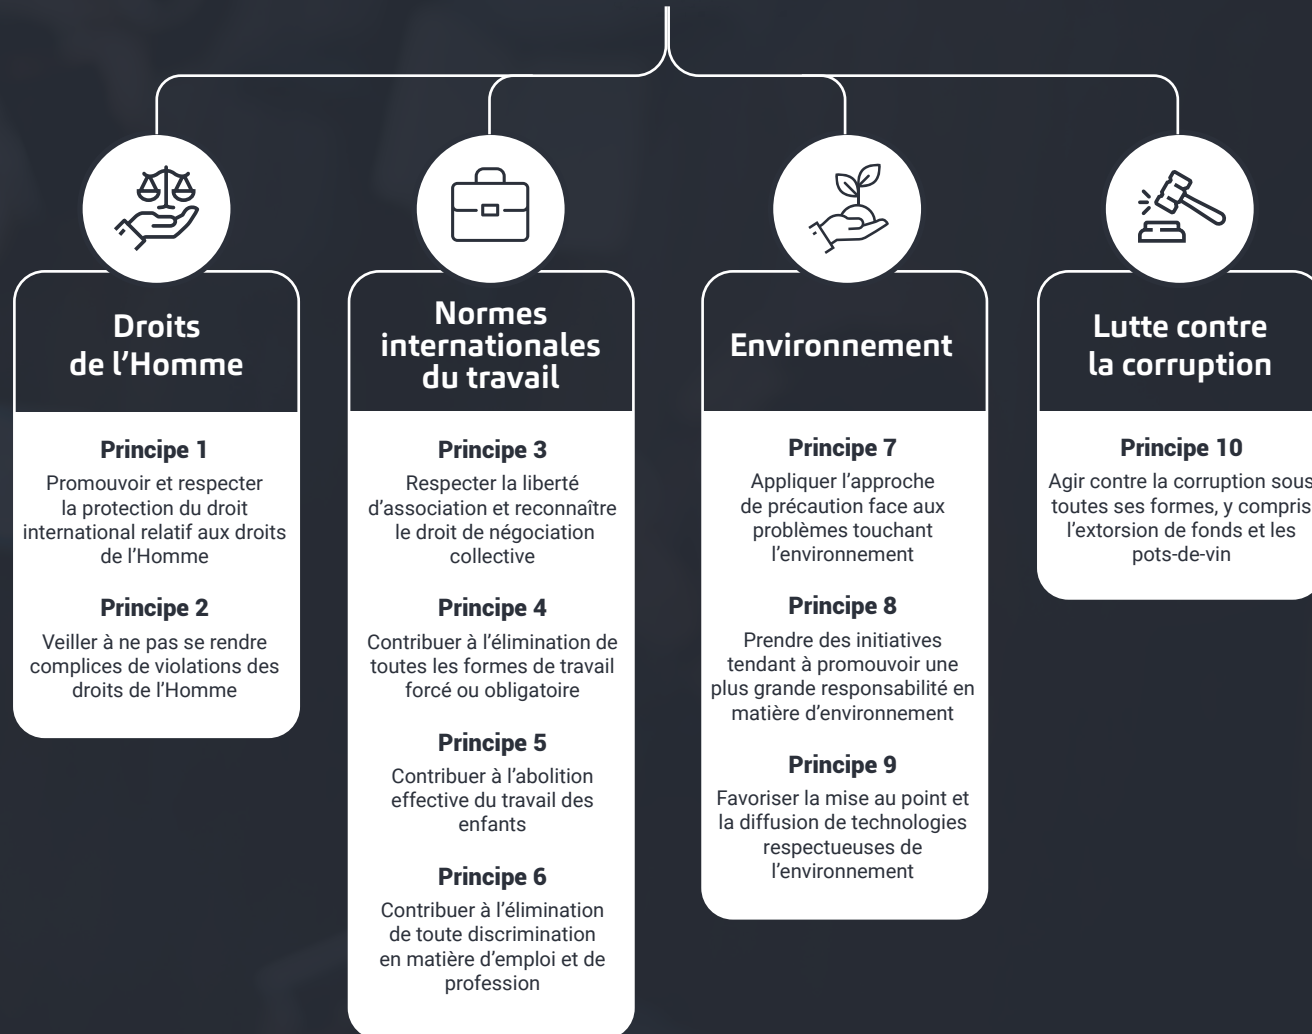 Droits
de l’Homme
Principe 1
Promouvoir et respecter
la protection du droit
international relatif aux droits
de l’Homme
Principe 2
Veiller à ne pas se rendre
complices de violations des
droits de l’Homme
Normes
internationales
du travail
Principe 3
Respecter la liberté
d’association et reconnaître
le droit de négociation
collective
Principe 4
Contribuer à l’élimination de
toutes les formes de travail
forcé ou obligatoire
Principe 5
Contribuer à l’abolition
effective du travail des
enfants
Principe 6
Contribuer à l’élimination
de toute discrimination
en matière d’emploi et de
profession
Environnement
Principe 7
Appliquer l’approche
de précaution face aux
problèmes touchant
l’environnement
Principe 8
Prendre des initiatives
tendant à promouvoir une
plus grande responsabilité en
matière d’environnement
Principe 9
Favoriser la mise au point et
la diffusion de technologies
respectueuses de
l’environnement
Lutte contre
la corruption
Principe 10
Agir contre la corruption sous
toutes ses formes, y compris
l’extorsion de fonds et les
pots-de-vin